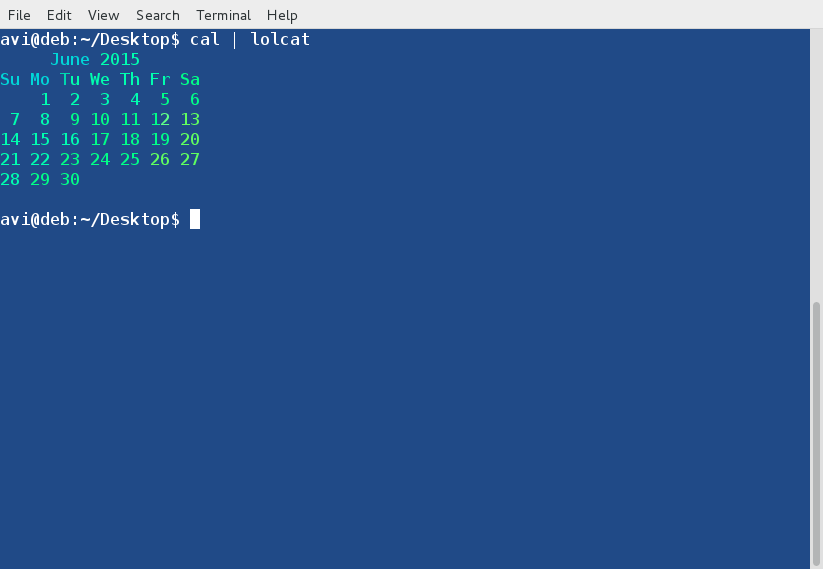 File Edit View Search Terminal Help
avi@deb:~/Desktop$ cal | lolcat
     June 2015
Su Mo Tu We Th Fr Sa
    1  2  3  4  5  6
 7  8  9 10 11 12 13
14 15 16 17 18 19 20
21 22 23 24 25 26 27
28 29 30
avi@deb:~/Desktop$